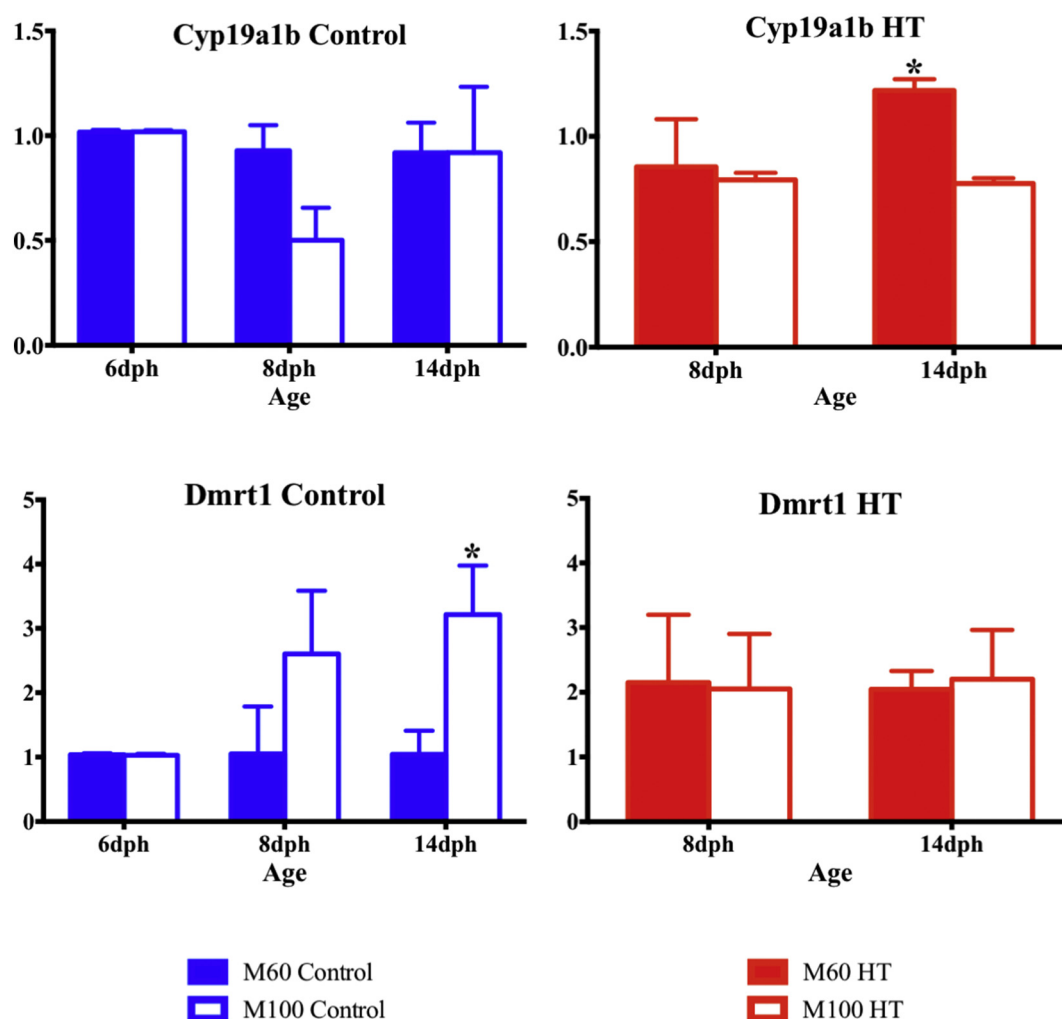 Cyp19a1b Control
1.5
1.0
0.5
0.0
6dph 8dph 14dph
Age
Cyp19a1b HT
1.5
*
1.0
0.5
0.0
8dph 14dph
Age
Dmrt1 Control
5
4
*
3
2
1
0
6dph 8dph 14dph
Age
Dmrt1 HT
5
4
3
2
1
0
8dph 14dph
Age
M60 Control
M100 Control
M60 HT
M100 HT